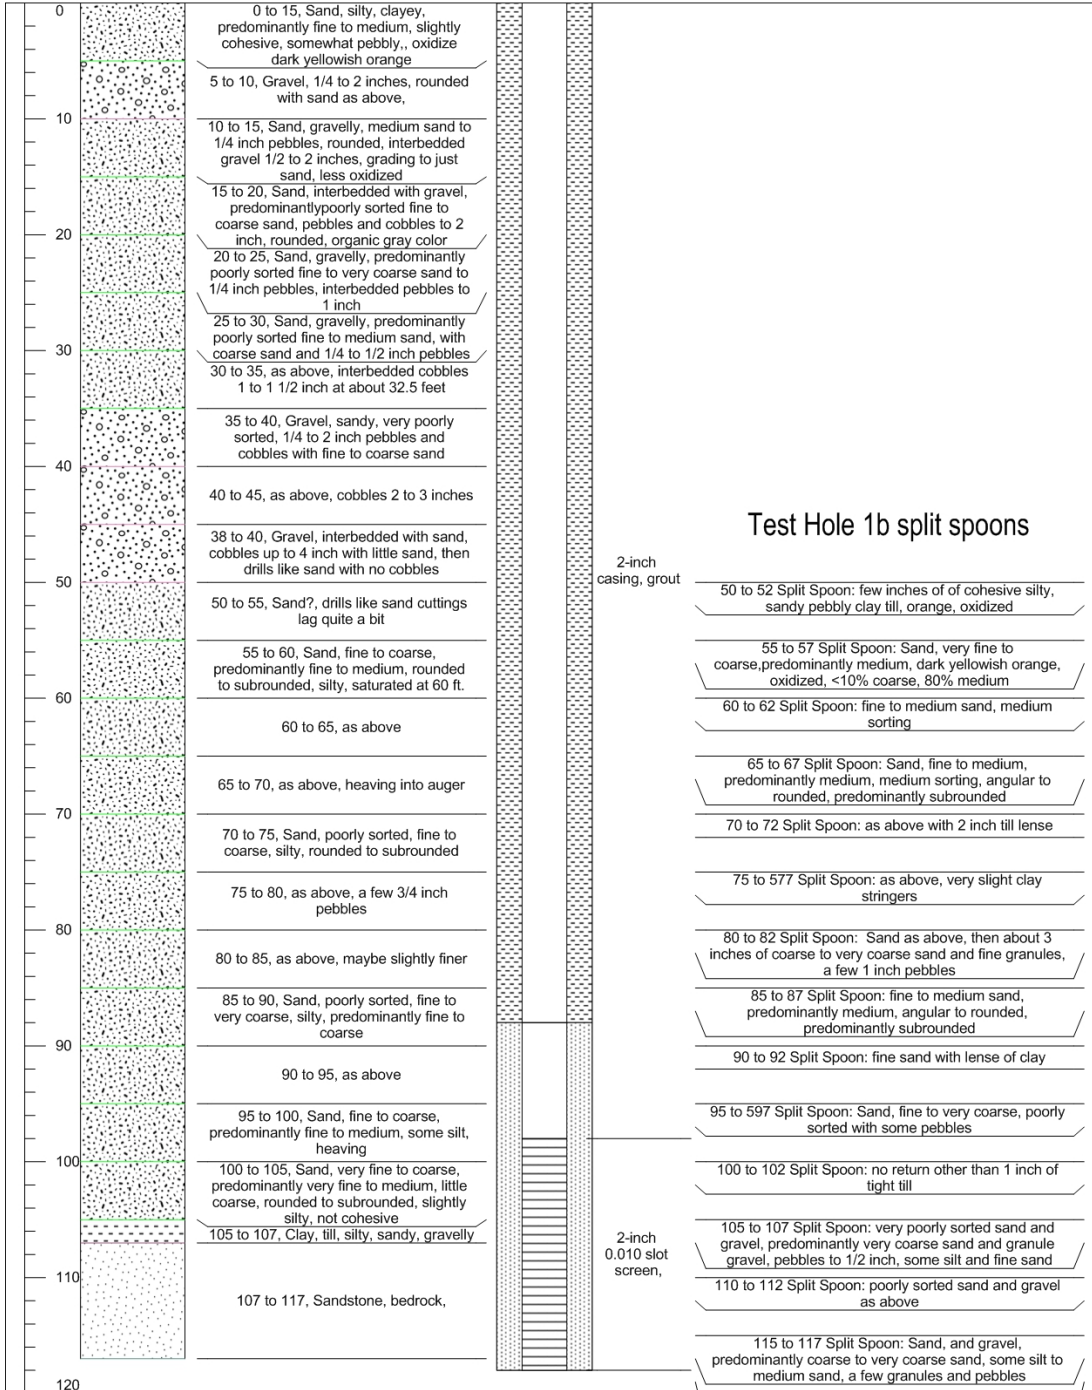 0
10
20
30
40
50
60
70
80
90
100
110
120
0 to 15, Sand, silty, clayey,
predominantly fine to medium, slightly
cohesive, somewhat pebbly,, oxidize
dark yellowish orange
5 to 10, Gravel, 1/4 to 2 inches, rounded
with sand as above,
10 to 15, Sand, gravelly, medium sand to
1/4 inch pebbles, rounded, interbedded
gravel 1/2 to 2 inches, grading to just
sand, less oxidized
15 to 20, Sand, interbedded with gravel,
predominantlypoorly sorted fine to
coarse sand, pebbles and cobbles to 2
inch, rounded, organic gray color
20 to 25, Sand, gravelly, predominantly
poorly sorted fine to very coarse sand to
1/4 inch pebbles, interbedded pebbles to
1 inch
25 to 30, Sand, gravelly, predominantly
poorly sorted fine to medium sand, with
coarse sand and 1/4 to 1/2 inch pebbles
30 to 35, as above, interbedded cobbles
1 to 1 1/2 inch at about 32.5 feet
35 to 40, Gravel, sandy, very poorly
sorted, 1/4 to 2 inch pebbles and
cobbles with fine to coarse sand
40 to 45, as above, cobbles 2 to 3 inches
38 to 40, Gravel, interbedded with sand,
cobbles up to 4 inch with little sand, then
drills like sand with no cobbles
50 to 55, Sand?, drills like sand cuttings
lag quite a bit
55 to 60, Sand, fine to coarse,
predominantly fine to medium, rounded
to subrounded, silty, saturated at 60 ft.
60 to 65, as above
65 to 70, as above, heaving into auger
70 to 75, Sand, poorly sorted, fine to
coarse, silty, rounded to subrounded
75 to 80, as above, a few 3/4 inch
pebbles
80 to 85, as above, maybe slightly finer
85 to 90, Sand, poorly sorted, fine to
very coarse, silty, predominantly fine to
coarse
90 to 95, as above
95 to 100, Sand, fine to coarse,
predominantly fine to medium, some silt,
heaving
100 to 105, Sand, very fine to coarse,
predominantly very fine to medium, little
coarse, rounded to subrounded, slightly
silty, not cohesive
105 to 107, Clay, till, silty, sandy, gravelly
107 to 117, Sandstone, bedrock,
2-inch
casing, grout
2-inch
0.010 slot
screen,
Test Hole 1b split spoons
50 to 52 Split Spoon: few inches of of cohesive silty,
sandy pebbly clay till, orange, oxidized
55 to 57 Split Spoon: Sand, very fine to
coarse,predominantly medium, dark yellowish orange,
oxidized, <10% coarse, 80% medium
60 to 62 Split Spoon: fine to medium sand, medium
sorting
65 to 67 Split Spoon: Sand, fine to medium,
predominantly medium, medium sorting, angular to
rounded, predominantly subrounded
70 to 72 Split Spoon: as above with 2 inch till lense
75 to 577 Split Spoon: as above, very slight clay
stringers
80 to 82 Split Spoon: Sand as above, then about 3
inches of coarse to very coarse sand and fine granules,
a few 1 inch pebbles
85 to 87 Split Spoon: fine to medium sand,
predominantly medium, angular to rounded,
predominantly subrounded
90 to 92 Split Spoon: fine sand with lense of clay
95 to 597 Split Spoon: Sand, fine to very coarse, poorly
sorted with some pebbles
100 to 102 Split Spoon: no return other than 1 inch of
tight till
105 to 107 Split Spoon: very poorly sorted sand and
gravel, predominantly very coarse sand and granule
gravel, pebbles to 1/2 inch, some silt and fine sand
110 to 112 Split Spoon: poorly sorted sand and gravel
as above
115 to 117 Split Spoon: Sand, and gravel,
predominantly coarse to very coarse sand, some silt to
medium sand, a few granules and pebbles